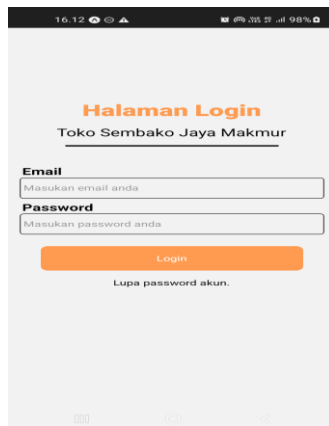 16.12
98%
Halaman Login
Toko Sembako Jaya Makmur
Email
Masukan email anda
Password
Masukan password anda
Login
Lupa password akun.